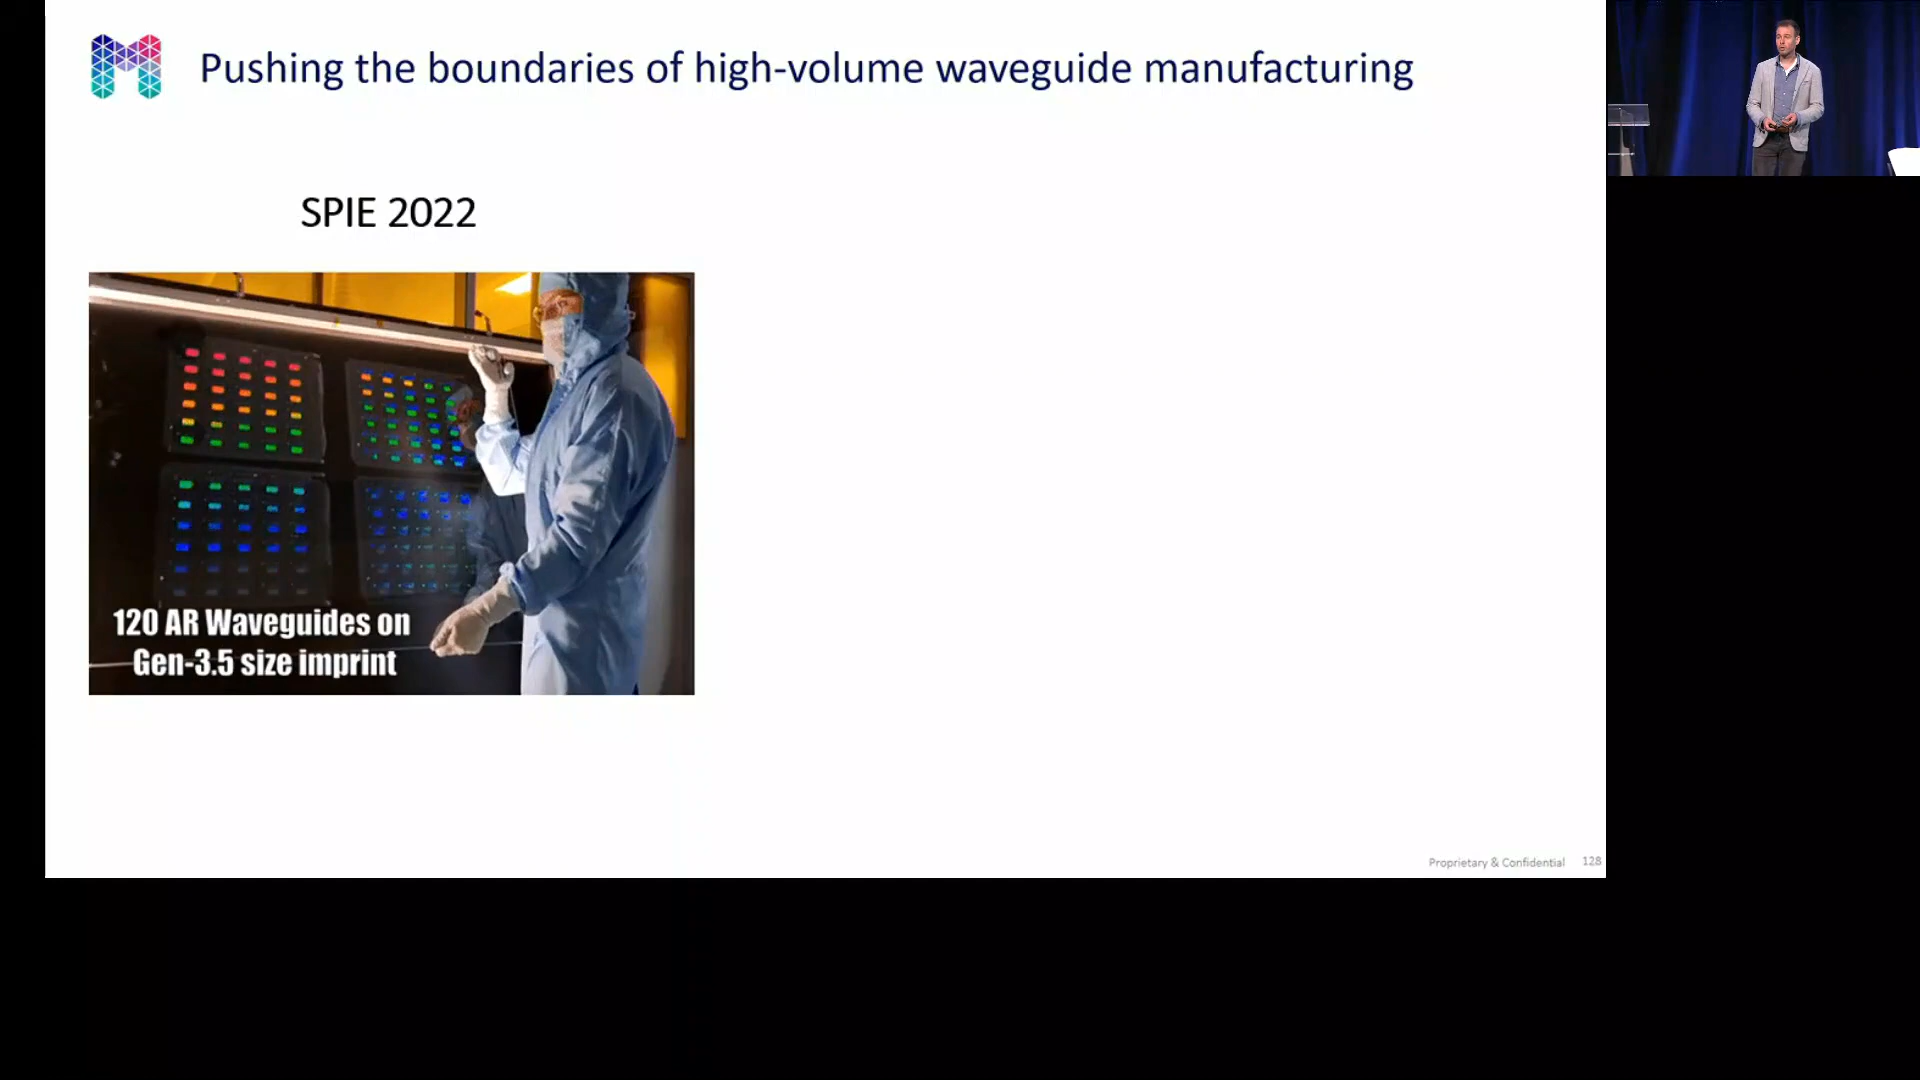 Pushing the boundaries of high-volume waveguide manufacturing
SPIE 2022
120 AR Waveguides on
Gen-3.5 size imprint
Proprietary & Confidential 128